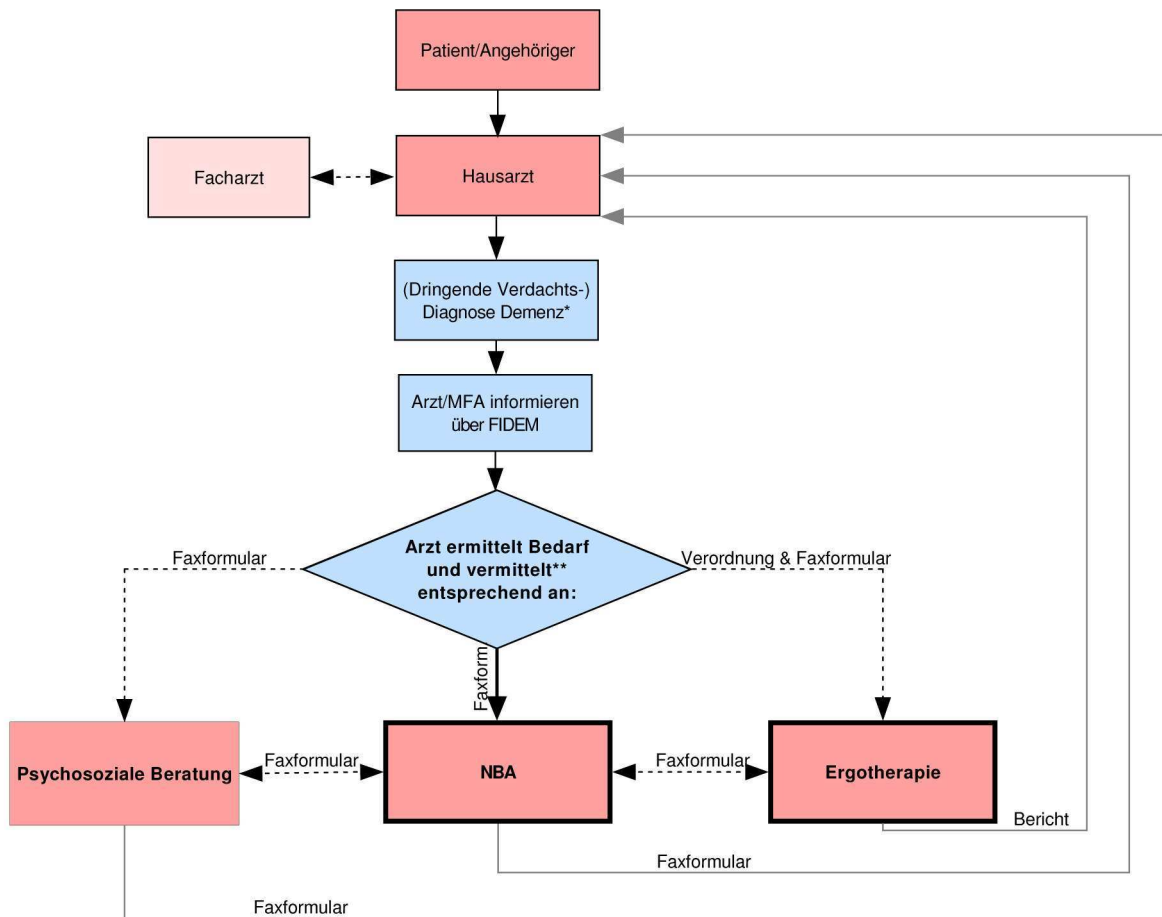 Patient/Angehöriger
Facharzt
Hausarzt
(Dringende Verdachts-)
Diagnose Demenz*
Arzt/MFA informieren
über FIDEM
Faxformular
Arzt ermittelt Bedarf
und vermittelt**
entsprechend an:
Verordnung & Faxformular
Faxform
Psychosoziale Beratung
Faxformular
NBA
Faxformular
Ergotherapie
Bericht
Faxformular
Faxformular